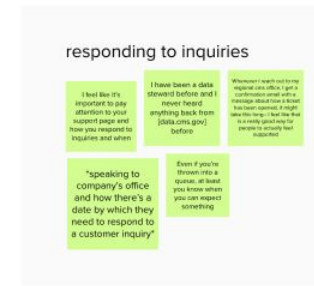 responding to inquiries
I feel like it's
important to pay
attention to your
support page and
how you respond to
inquiries and when
I have been a data
steward before and I
never heard
anything back from
[data.cms.gov]
before
Whenever I reach out to my
regional cms office, I get a
confirmation email with a
message about how a ticket
has been opened, it might
take this long - I feel like that
is a really good way for
people to actually feel
supported
"speaking to
company's office
and how there's a
date by which they
need to respond to
a customer inquiry"
Even if you're
thrown into a
queue, at least
you know when
you can expect
something